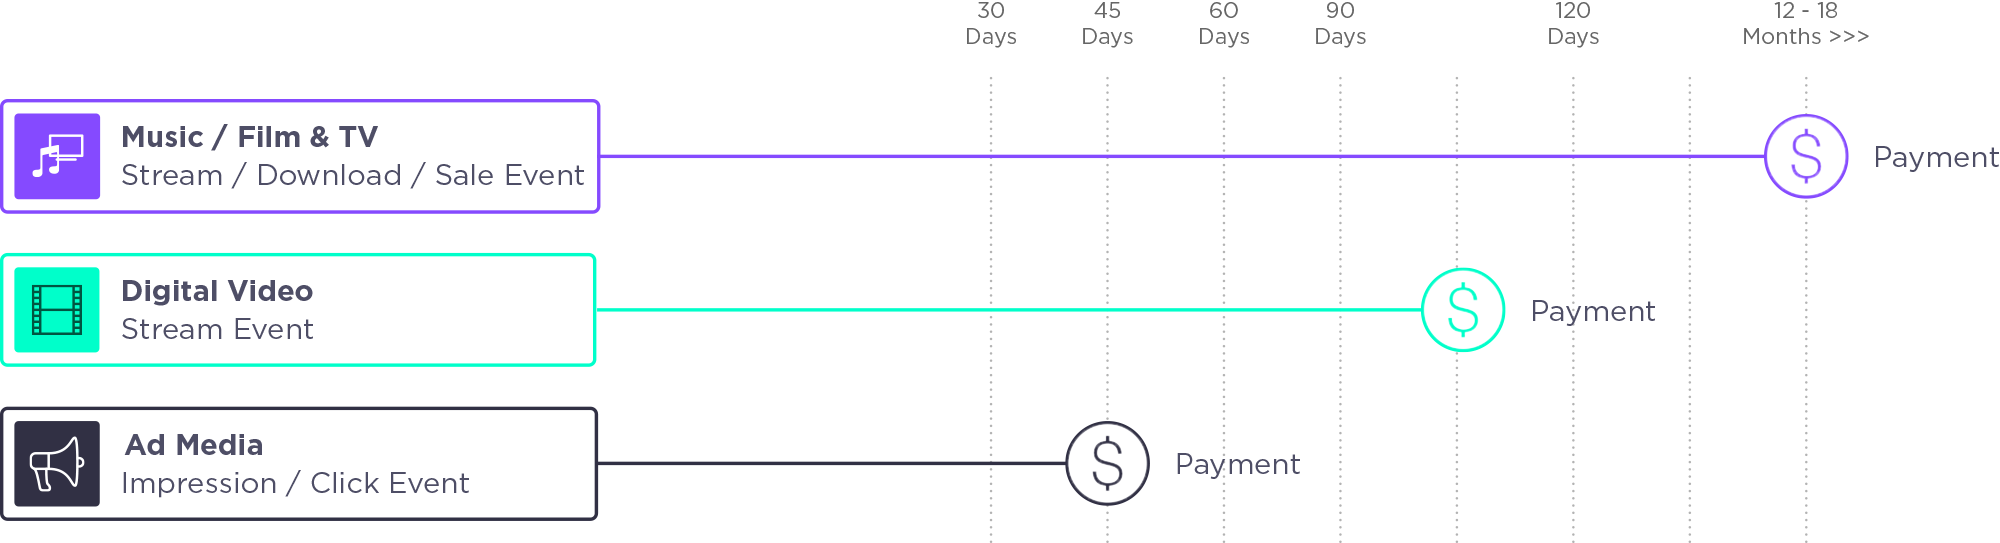 30 45 60 90 120 12 - 18
Days Days Days Days Days Months >>>
Music / Film & TV
Stream / Download / Sale Event
$
Payment
Digital Video
Stream Event
$
Payment
Ad Media
Impression / Click Event
$
Payment